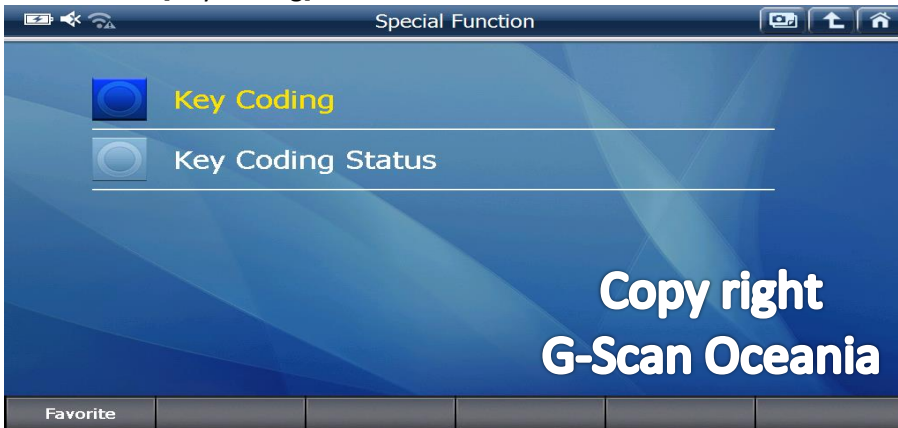 Special Function
Key Coding
Key Coding Status
Copy right
G-Scan Oceania
Favorite